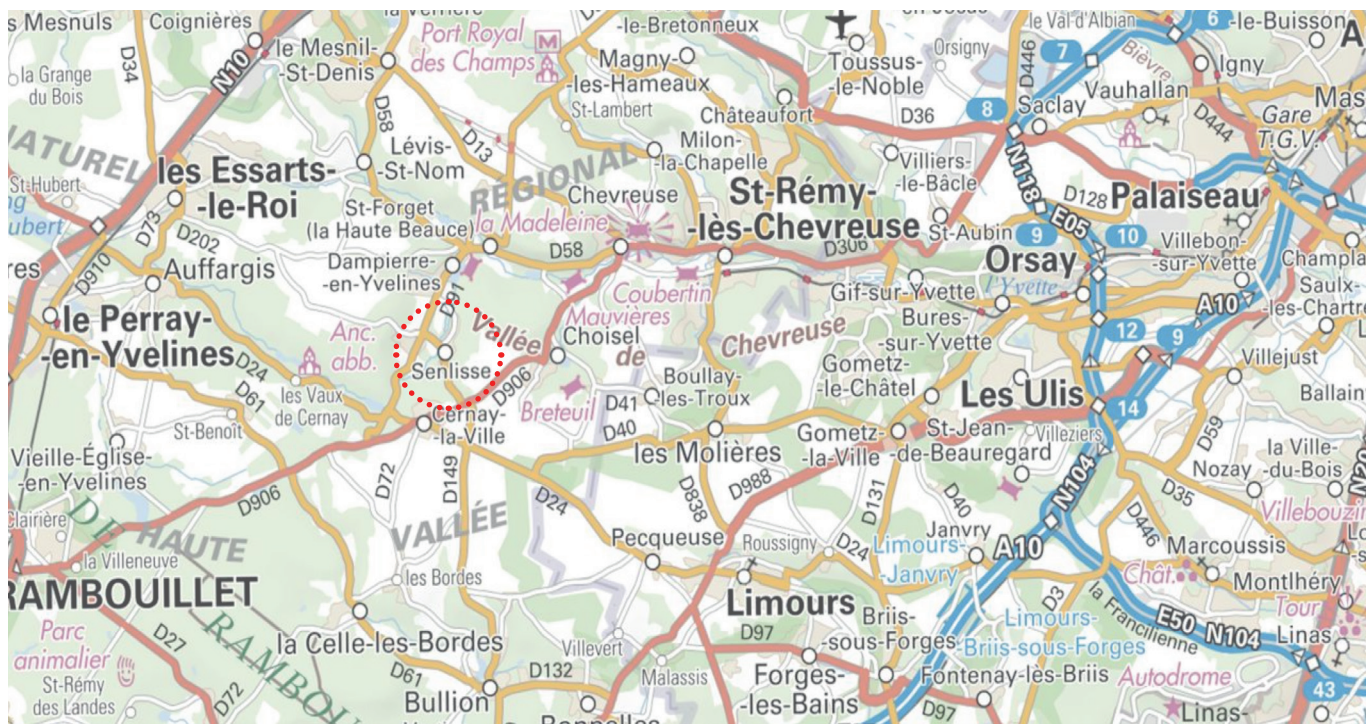 s Mesnuls
Coignières
la Verrière
-le-Bretonneux
le Val-d'Albian
6
-le-Buisson
D34
N10
le Mesnil-
-St-Denis
Port Royal
des Champs
M
Magny-
-les-Hameaux
Toussus-
-le-Noble
Orsigny
D446
7
Bièvre
Igny
A
la Grange
du Bois
St-Lambert
Châteaufort
D36
8
Saclay
Vauhallan
D444
Gare
T.G.V.
Mas
NATUREL
D58
D13
Lévis-
-St-Nom
RÉGIONAL
Milon-
-la-Chapelle
Villiers-
-le-Bâcle
N118
D128
Palaiseau
St-Hubert
les Essarts-
-le-Roi
St-Forget
(la Haute Beauce)
la Madeleine
Chevreuse
St-Rémy-
-lès-Chevreuse
St-Aubin
E05
9
10
Villebon-
-sur-Yvette
Champla
ubert
D73
D202
D58
D306
Orsay
D910
Auffargis
Dampierre-
-en-Yvelines
D91
Coubertin
Mauvières
Gif-sur-Yvette
l'Yvette
A10
Saulx-
-les-Chartre
le Perray-
-en-Yvelines
Anc.
abb.
Vallée
de
Chevreuse
Choisel
Bures-
-sur-Yvette
12
9
Villejust
D24
les Vaux
de Cernay
Senlisse
D906
Breteuil
Boullay-
-les-Troux
Gometz-
-le-Châtel
Les Ulis
Ballain
D61
St-Benoît
Cernay-
-la-Ville
D41
D40
les Molières
Gometz-
-la-Ville
St-Jean-
-de-Beauregard
Villeziers
14
D59
la Ville-
-du-Bois
Vieille-Église-
-en-Yvelines
D906
D72
D149
D24
D838
D988
D131
D40
N104
D35
Nozay
N20
Villebouzin
Clairière
DE
HAUTE
VALLÉE
Pecqueuse
Roussigny
D24
Janvry
Limours-
-Janvry
A10
D446
Marcoussis
la Villeneuve
RAMBOUILLET
les Bordes
Limours
Briis-
-sous-Forges
D3
Limours-
-Briis-sous-Forges
la Francilienne
Chât.
Montlhéry
Tour
Parc
animalier
D27
RAMBOU
la Celle-les-Bordes
Villevert
D97
E50
N104
Linas
St-Rémy
des Landes
D72
D61
Bullion
D132
Malassis
Forges-
-les-Bains
D97
Fontenay-lès-Briis
Autodrome
43
Linas-
Bonnelles